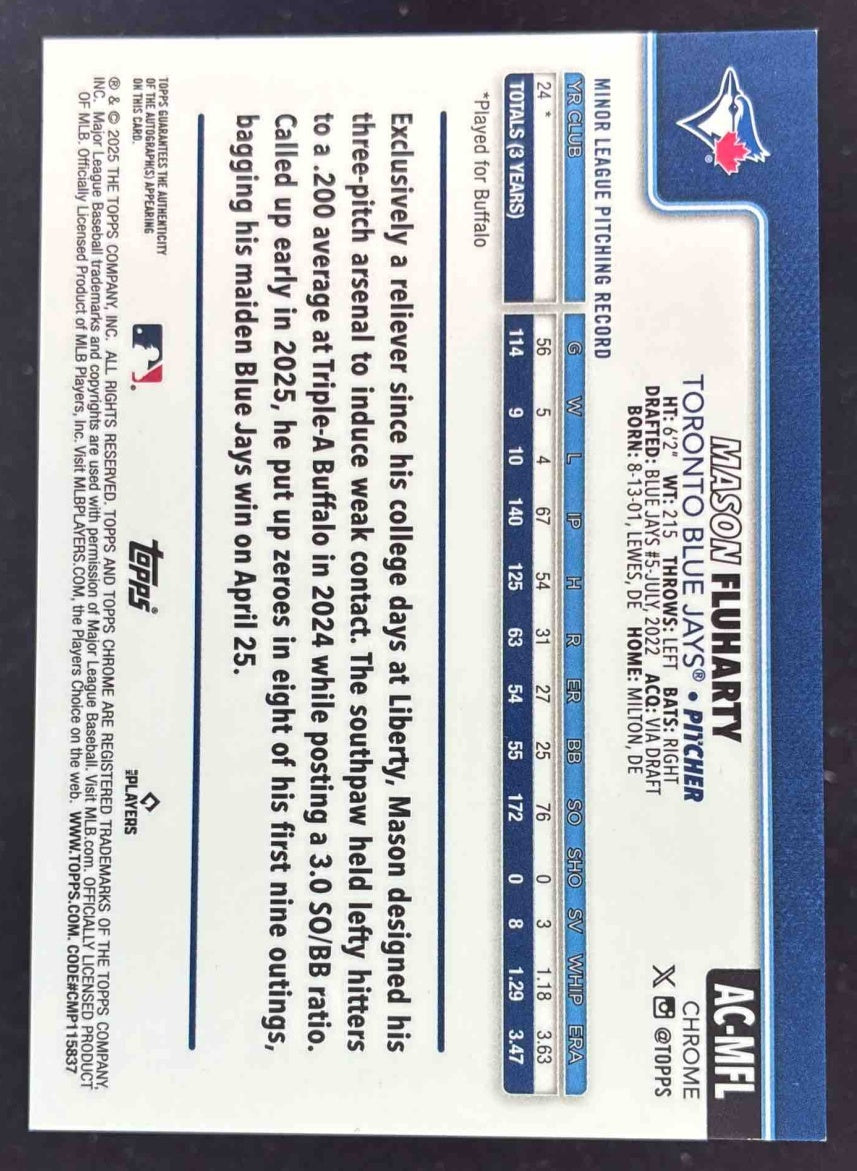 AC-MFL
CHROME
@TOPPS
MASON FLUHARTY
TORONTO BLUE JAYS® • PITCHER
HT: 6'2" WT: 215 THROWS: LEFT BATS: RIGHT
DRAFTED: BLUE JAYS #5-JULY, 2022 ACQ: VIA DRAFT
BORN: 8-13-01, LEWES, DE HOME: MILTON, DE
MINOR LEAGUE PITCHING RECORD
YR CLUB G W L IP H R ER BB SO SHO SV WHIP ERA
24 * 56 5 4 67 54 31 27 25 76 0 3 1.18 3.63
TOTALS (3 YEARS) 114 9 10 140 125 63 54 55 172 0 8 1.29 3.47
*Played for Buffalo
Exclusively a reliever since his college days at Liberty, Mason designed his
three-pitch arsenal to induce weak contact. The southpaw held lefty hitters
to a .200 average at Triple-A Buffalo in 2024 while posting a 3.0 SO/BB ratio.
Called up early in 2025, he put up zeroes in eight of his first nine outings,
bagging his maiden Blue Jays win on April 25.
TOPPS GUARANTEES THE AUTHENTICITY
OF THE AUTOGRAPH(S) APPEARING
ON THIS CARD.
topps®
MLB PLAYERS
® & © 2025 THE TOPPS COMPANY, INC. ALL RIGHTS RESERVED. TOPPS AND TOPPS CHROME ARE REGISTERED TRADEMARKS OF THE TOPPS COMPANY,
INC. Major League Baseball trademarks and copyrights are used with permission of Major League Baseball. Visit MLB.com. OFFICIALLY LICENSED PRODUCT
OF MLB. Officially Licensed Product of MLB Players, Inc. Visit MLBPLAYERS.COM, the Players Choice on the web. WWW.TOPPS.COM. CODE#CMP115837